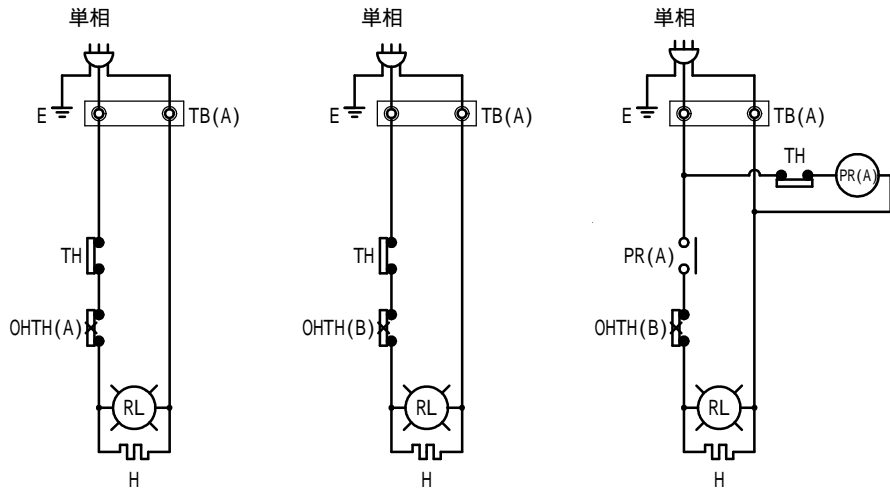 単相
E
TB(A)
TH
OHTH(A)
RL
H
単相
E
TB(A)
TH
OHTH(B)
RL
H
単相
E
TB(A)
TH
PR(A)
PR(A)
OHTH(B)
RL
H